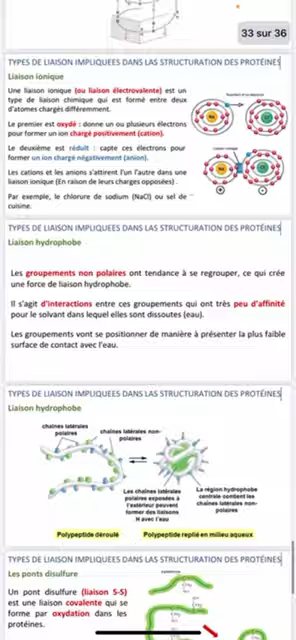 33 sur 36
TYPES DE LIAISON IMPLIQUEES DANS LAS STRUCTURATION DES PROTÉINES
Liaison ionique
Une liaison ionique (ou liaison électrovalente) est un
type de liaison chimique qui est formé entre deux
d'atomes chargés différemment.
Le premier est oxydé : donne un ou plusieurs électrons
pour former un ion chargé positivement (cation).
Le deuxième est réduit : capte ces électrons pour
former un ion chargé négativement (anion).
Les cations et les anions s'attirent l'un l'autre dans une
liaison ionique (En raison de leurs charges opposées) .
Par exemple, le chlorure de sodium (NaCl) ou sel de
cuisine.
TYPES DE LIAISON IMPLIQUEES DANS LAS STRUCTURATION DES PROTÉINES
Liaison hydrophobe
Les groupements non polaires ont tendance à se regrouper, ce qui crée
une force de liaison hydrophobe.
Il s'agit d'interactions entre ces groupements qui ont très peu d'affinité
pour le solvant dans lequel elles sont dissoutes (eau).
Les groupements vont se positionner de manière à présenter la plus faible
surface de contact avec l'eau.
TYPES DE LIAISON IMPLIQUEES DANS LAS STRUCTURATION DES PROTÉINES
Liaison hydrophobe
chaînes latérales
polaires
chaînes latérales non-
polaires
Les chaînes latérales
polaires exposées à
l'extérieur peuvent
former des liaisons
H avec l'eau
La région hydrophobe
centrale contient les
chaînes latérales non-
polaires
Polypeptide déroulé
Polypeptide replié en milieu aqueux
TYPES DE LIAISON IMPLIQUEES DANS LAS STRUCTURATION DES PROTÉINES
Les ponts disulfure
Un pont disulfure (liaison S-S)
est une liaison covalente qui se
forme par oxydation dans les
protéines.